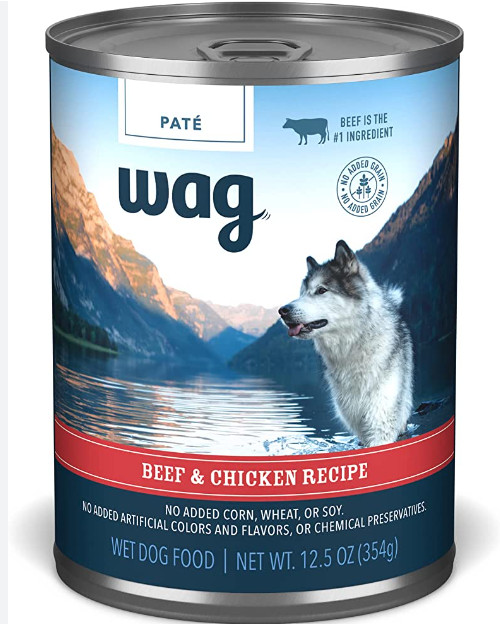 PATÉ
BEEF IS THE
#1 INGREDIENT
wag
NO ADDED GRAIN • NO ADDED GRAIN •
BEEF & CHICKEN RECIPE
NO ADDED CORN, WHEAT, OR SOY.
NO ADDED ARTIFICIAL COLORS AND FLAVORS, OR CHEMICAL PRESERVATIVES.
WET DOG FOOD | NET WT. 12.5 OZ (354g)